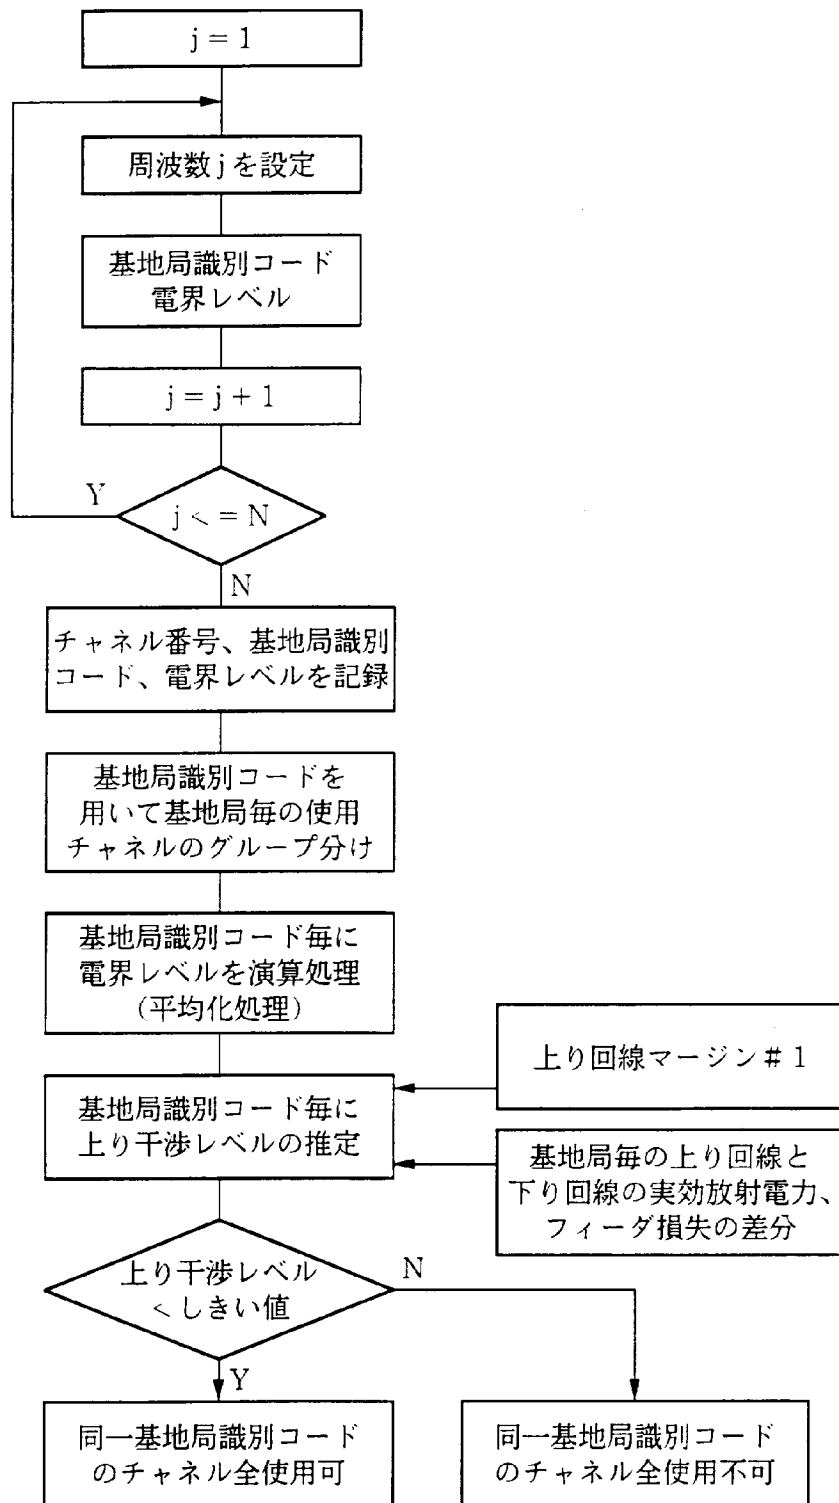 j = 1
周波数 j を設定
基地局識別コード
電界レベル
j = j + 1
Y
j < = N
N
チャネル番号、基地局識別
コード、電界レベルを記録
基地局識別コードを
用いて基地局毎の使用
チャネルのグループ分け
基地局識別コード毎に
電界レベルを演算処理
(平均化処理)
上り回線マージン# 1
基地局識別コード毎に
上り干渉レベルの推定
基地局毎の上り回線と
下り回線の実効放射電力、
フィーダ損失の差分
上り干渉レベル
< しきい値
N
Y
同一基地局識別コード
のチャネル全使用可
同一基地局識別コード
のチャネル全使用不可